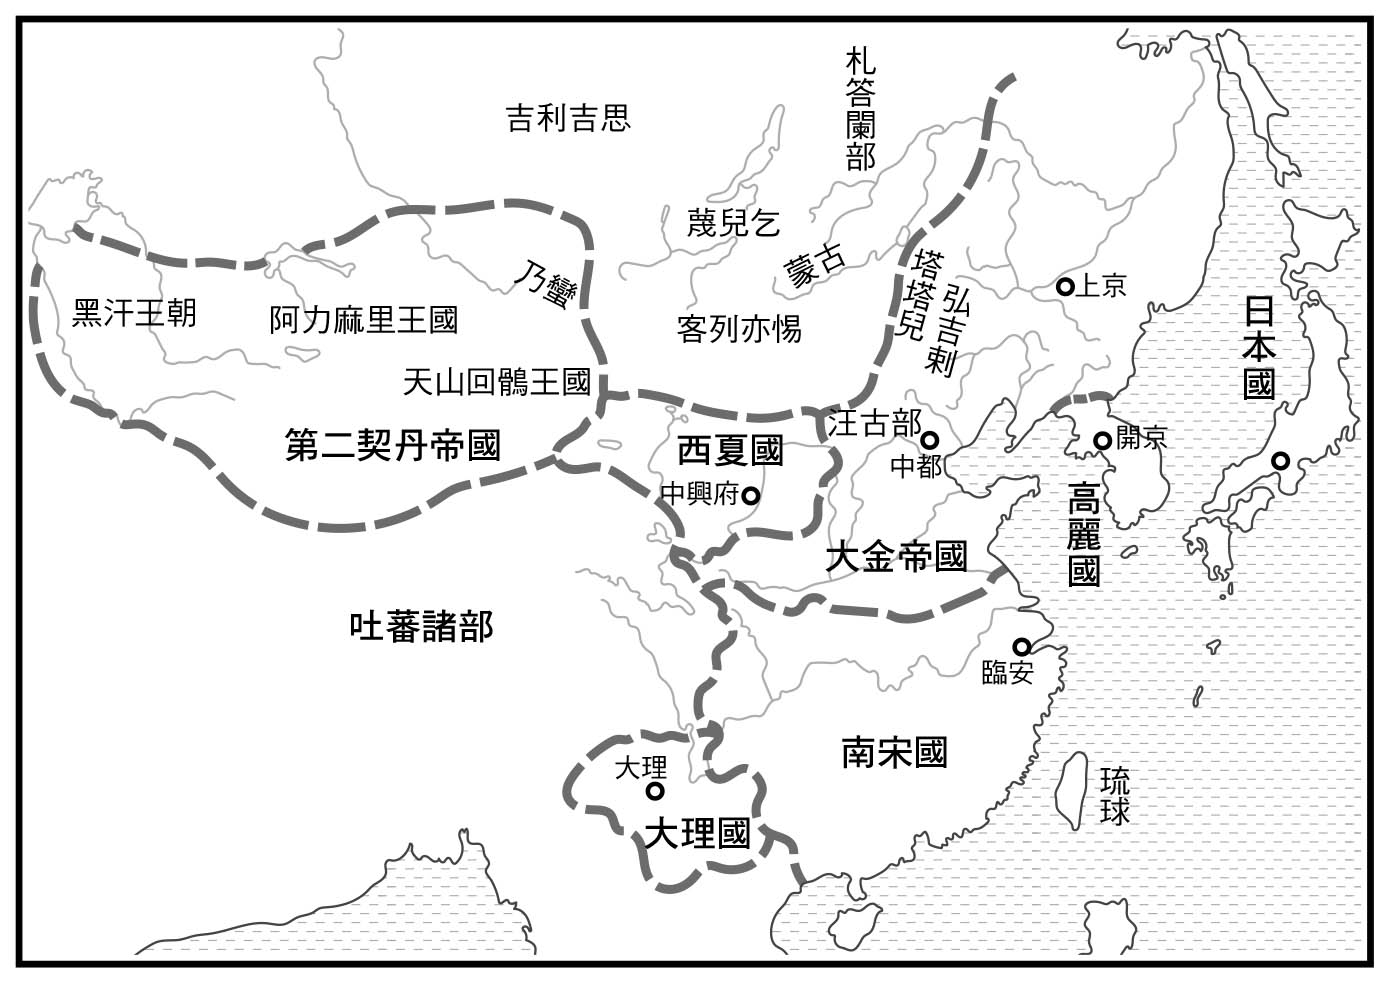 札答闌部
吉利吉思
蔑兒乞
蒙古
塔塔兒
弘吉剌
乃蠻
上京
黑汗王朝
阿力麻里王國
客列亦惕
日本國
天山回鶻王國
第二契丹帝國
西夏國
汪古部
中都
開京
中興府
高麗國
大金帝國
吐蕃諸部
臨安
南宋國
大理
大理國
琉球